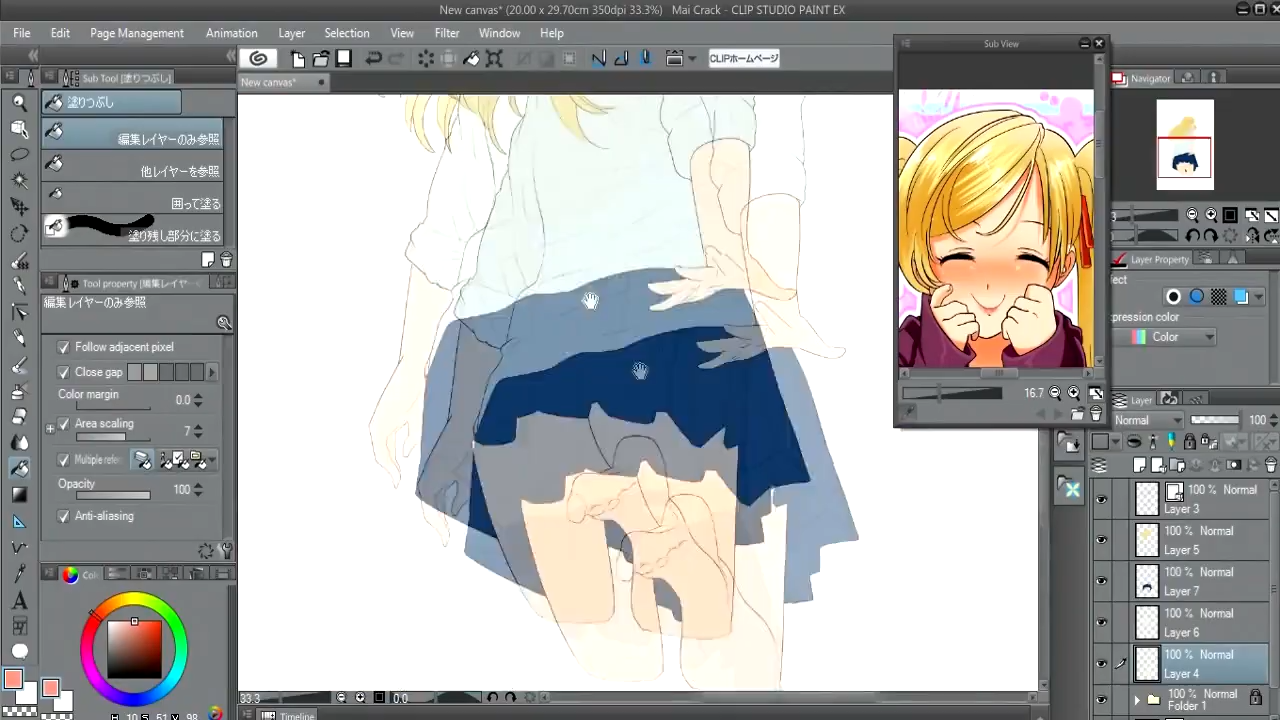 New canvas* (20.00 x 29.70cm 350dpi 33.3%) Mai Crack - CLIP STUDIO PAINT EX
File Edit Page Management Animation Layer Selection View Filter Window Help
CLIPホームページ
New canvas*
Sub Tool [塗りつぶし]
塗りつぶし
編集レイヤーのみ参照
他レイヤーを参照
囲って塗る
塗り残し部分に塗る
Tool property [編集レイヤー
編集レイヤーのみ参照
Follow adjacent pixel
Close gap
Color margin 0.0
Area scaling 7
Multiple refe
Opacity 100
Anti-aliasing
Sub View
16.7
Navigator
Layer Property
Color
Layer
Normal 100
100 % Normal
Layer 3
100 % Normal
Layer 5
100 % Normal
Layer 7
100 % Normal
Layer 6
100 % Normal
Layer 4
100 % Normal
Folder 1
33.3 0.0
Timeline